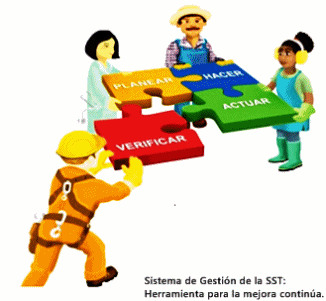 PLANEAR
HACER
ACTUAR
VERIFICAR
Sistema de Gestión de la SST:
Herramienta para la mejora continúa.